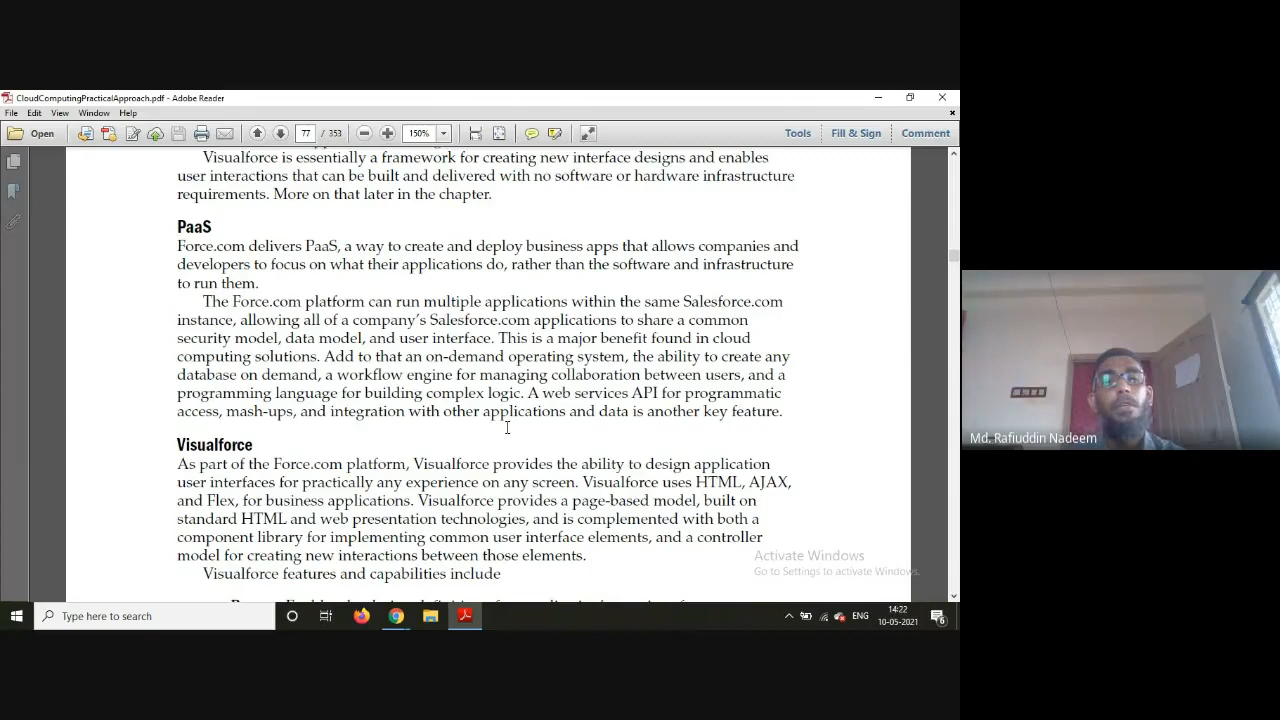 CloudComputingPracticalApproach.pdf - Adobe Reader
File Edit View Window Help
Open 77 / 353 150% Tools Fill & Sign Comment
Visualforce is essentially a framework for creating new interface designs and enables
user interactions that can be built and delivered with no software or hardware infrastructure
requirements. More on that later in the chapter.
PaaS
Force.com delivers PaaS, a way to create and deploy business apps that allows companies and
developers to focus on what their applications do, rather than the software and infrastructure
to run them.
The Force.com platform can run multiple applications within the same Salesforce.com
instance, allowing all of a company's Salesforce.com applications to share a common
security model, data model, and user interface. This is a major benefit found in cloud
computing solutions. Add to that an on-demand operating system, the ability to create any
database on demand, a workflow engine for managing collaboration between users, and a
programming language for building complex logic. A web services API for programmatic
access, mash-ups, and integration with other applications and data is another key feature.
Visualforce
As part of the Force.com platform, Visualforce provides the ability to design application
user interfaces for practically any experience on any screen. Visualforce uses HTML, AJAX,
and Flex, for business applications. Visualforce provides a page-based model, built on
standard HTML and web presentation technologies, and is complemented with both a
component library for implementing common user interface elements, and a controller
model for creating new interactions between those elements.
Visualforce features and capabilities include
Activate Windows
Go to Settings to activate Windows.
Type here to search
ENG
14:22
10-05-2021
6
Md. Rafiuddin Nadeem